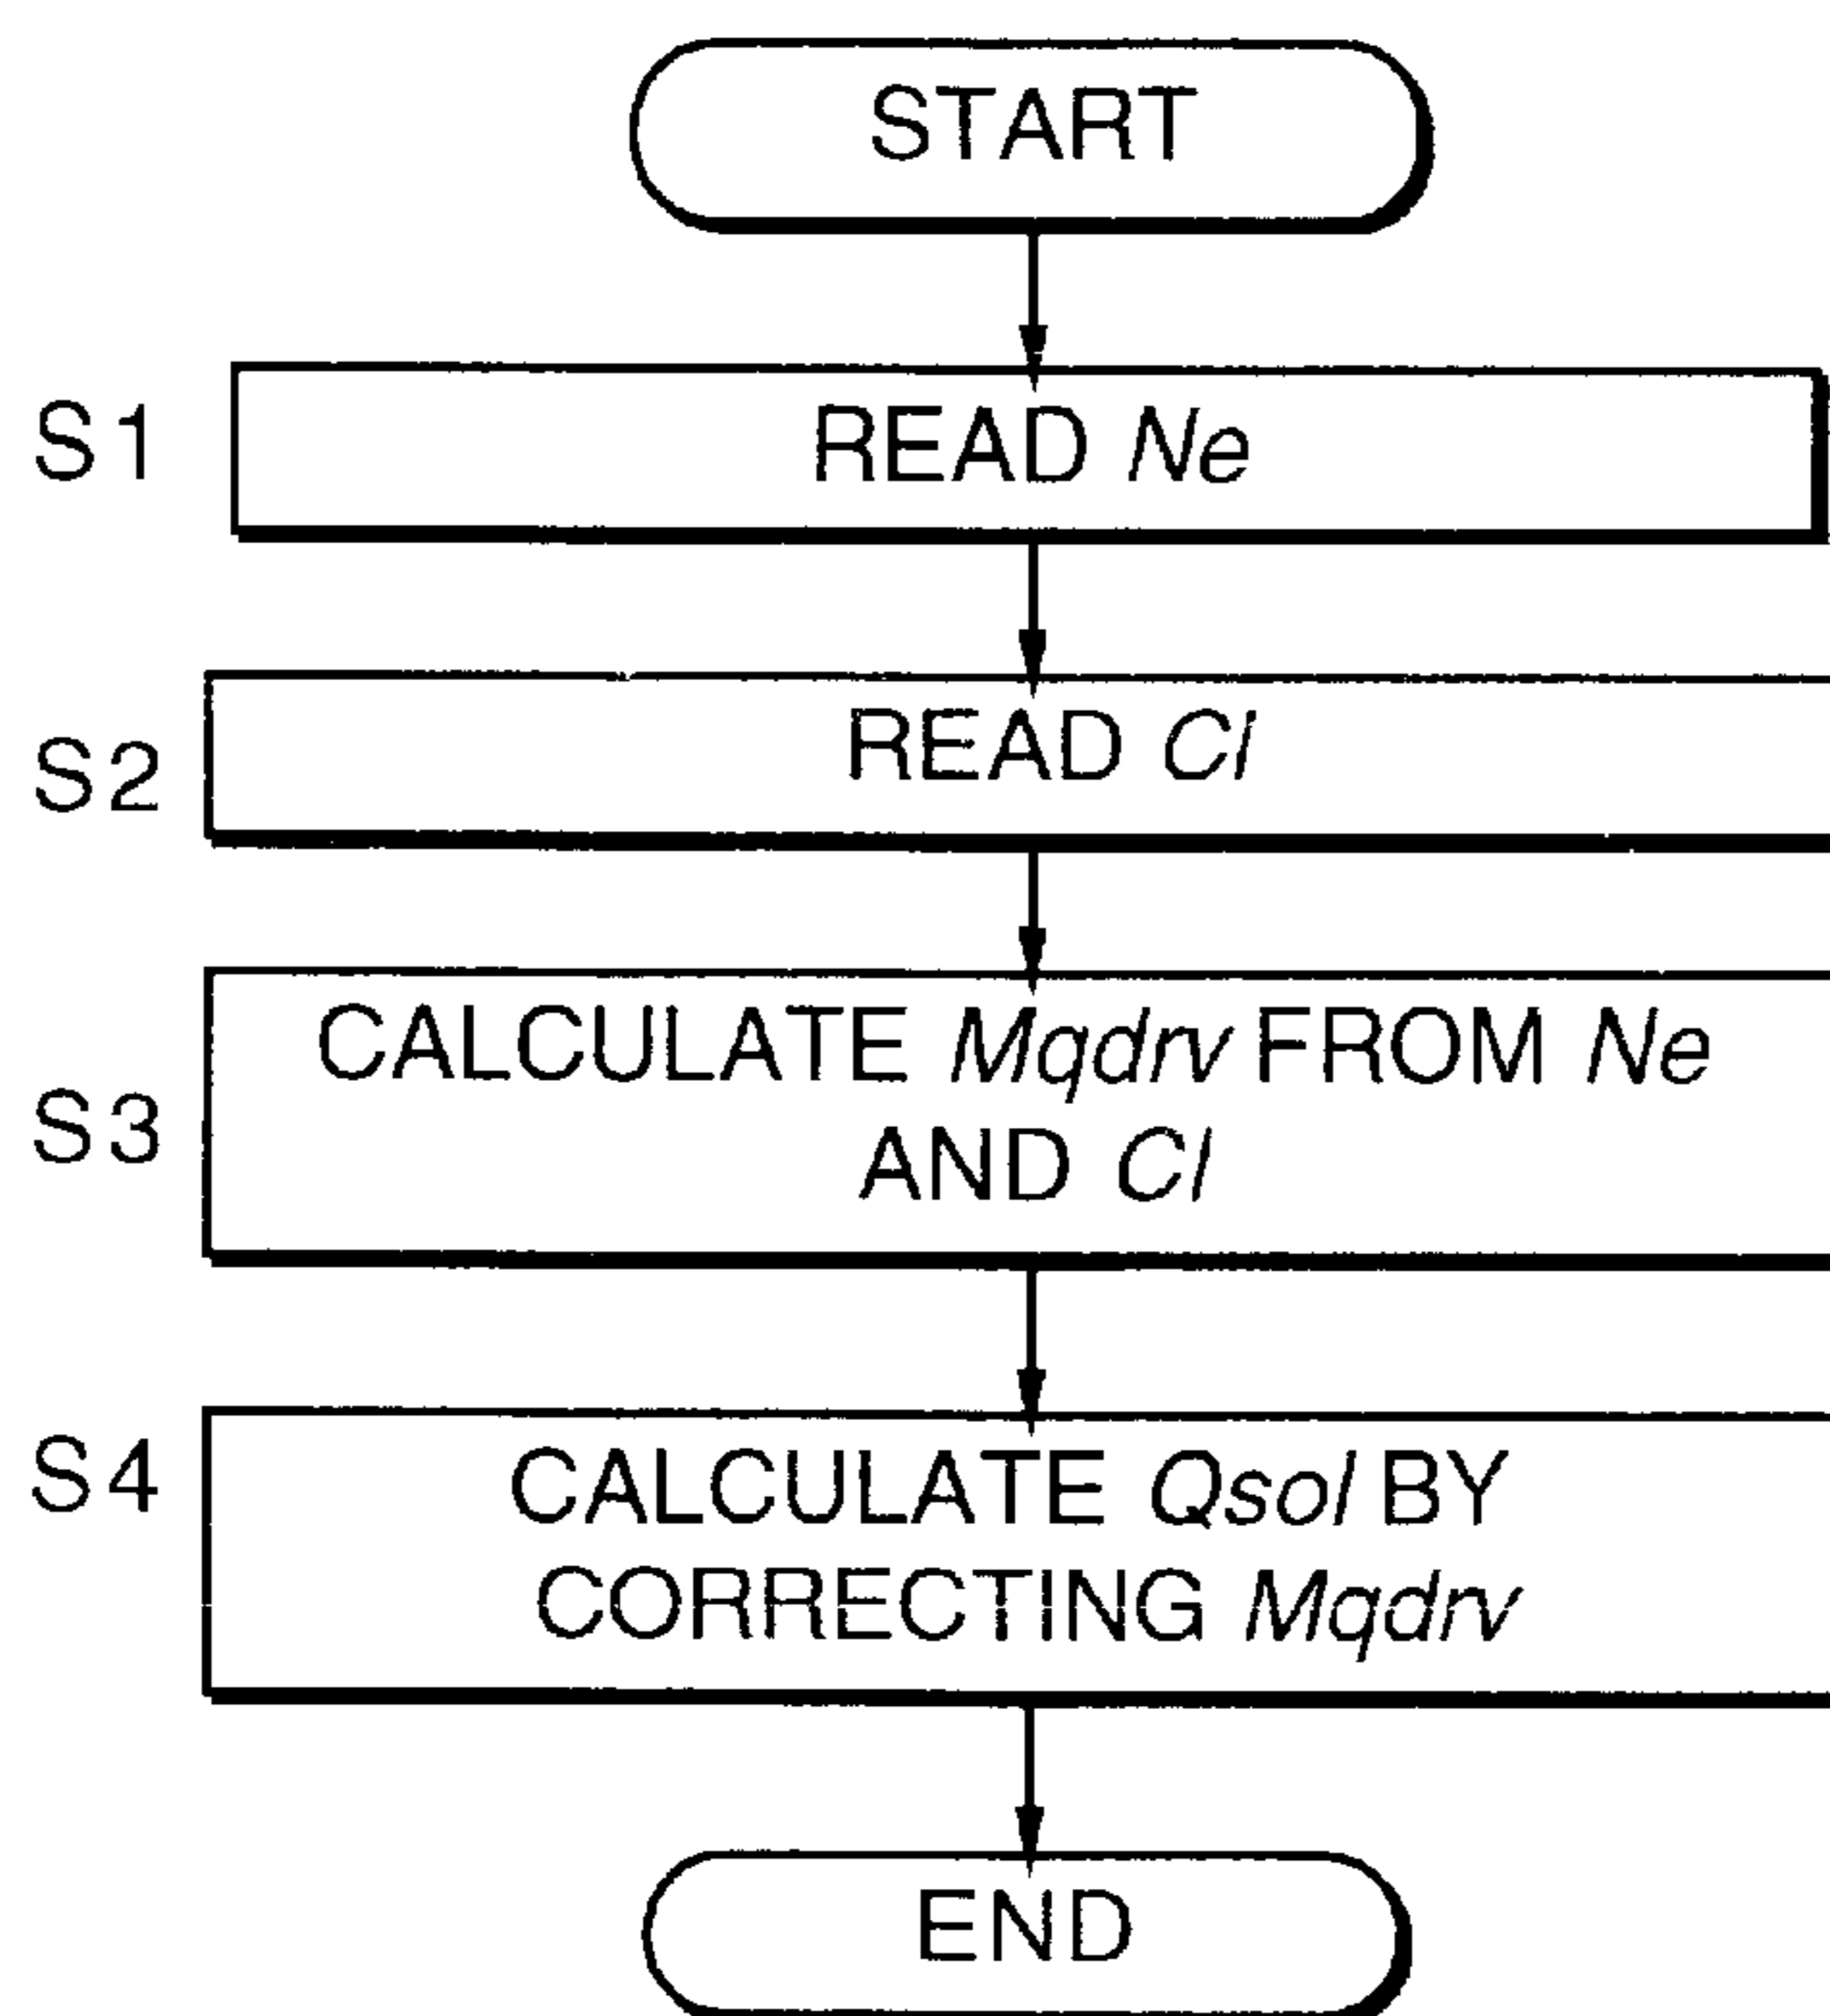 START
S1
READ Ne
S2
READ Cl
S3
CALCULATE Mqdrv FROM Ne
AND Cl
S4
CALCULATE Qsol BY
CORRECTING Mqdrv
END